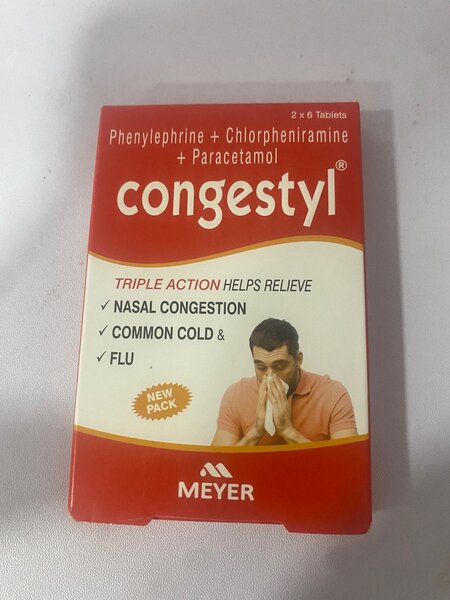 2 x 6 Tablets
Phenylephrine + Chlorpheniramine
+ Paracetamol
congestyl®
TRIPLE ACTION HELPS RELIEVE
✓ NASAL CONGESTION
✓ COMMON COLD &
✓ FLU
NEW
PACK
MEYER